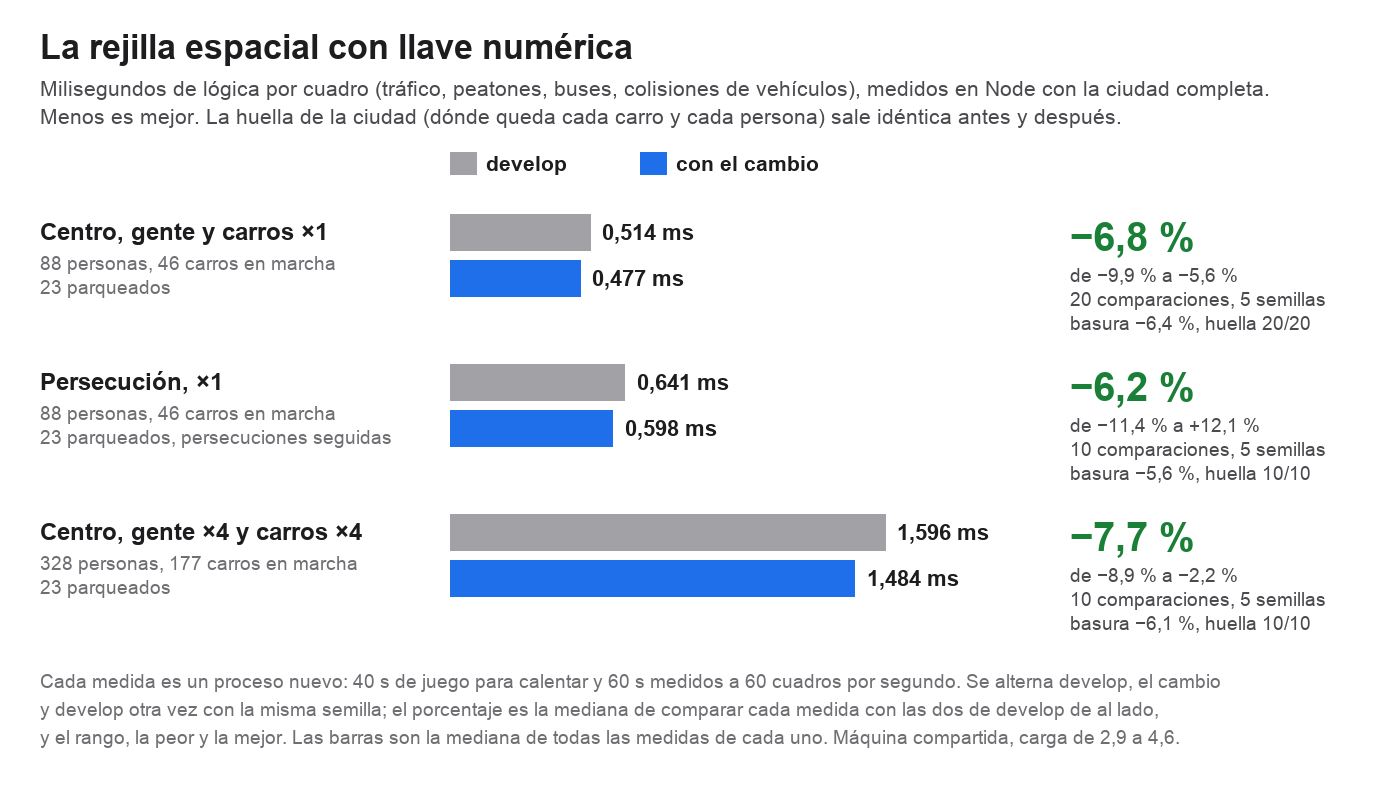 La rejilla espacial con llave numérica
Milisegundos de lógica por cuadro (tráfico, peatones, buses, colisiones de vehículos), medidos en Node con la ciudad completa.
Menos es mejor. La huella de la ciudad (dónde queda cada carro y cada persona) sale idéntica antes y después.
develop
con el cambio
Centro, gente y carros ×1
88 personas, 46 carros en marcha
23 parqueados
0,514 ms
0,477 ms
−6,8 %
de −9,9 % a −5,6 %
20 comparaciones, 5 semillas
basura −6,4 %, huella 20/20
Persecución, ×1
88 personas, 46 carros en marcha
23 parqueados, persecuciones seguidas
0,641 ms
0,598 ms
−6,2 %
de −11,4 % a +12,1 %
10 comparaciones, 5 semillas
basura −5,6 %, huella 10/10
Centro, gente ×4 y carros ×4
328 personas, 177 carros en marcha
23 parqueados
1,596 ms
1,484 ms
−7,7 %
de −8,9 % a −2,2 %
10 comparaciones, 5 semillas
basura −6,1 %, huella 10/10
Cada medida es un proceso nuevo: 40 s de juego para calentar y 60 s medidos a 60 cuadros por segundo. Se alterna develop, el cambio
y develop otra vez con la misma semilla; el porcentaje es la mediana de comparar cada medida con las dos de develop de al lado,
y el rango, la peor y la mejor. Las barras son la mediana de todas las medidas de cada uno. Máquina compartida, carga de 2,9 a 4,6.